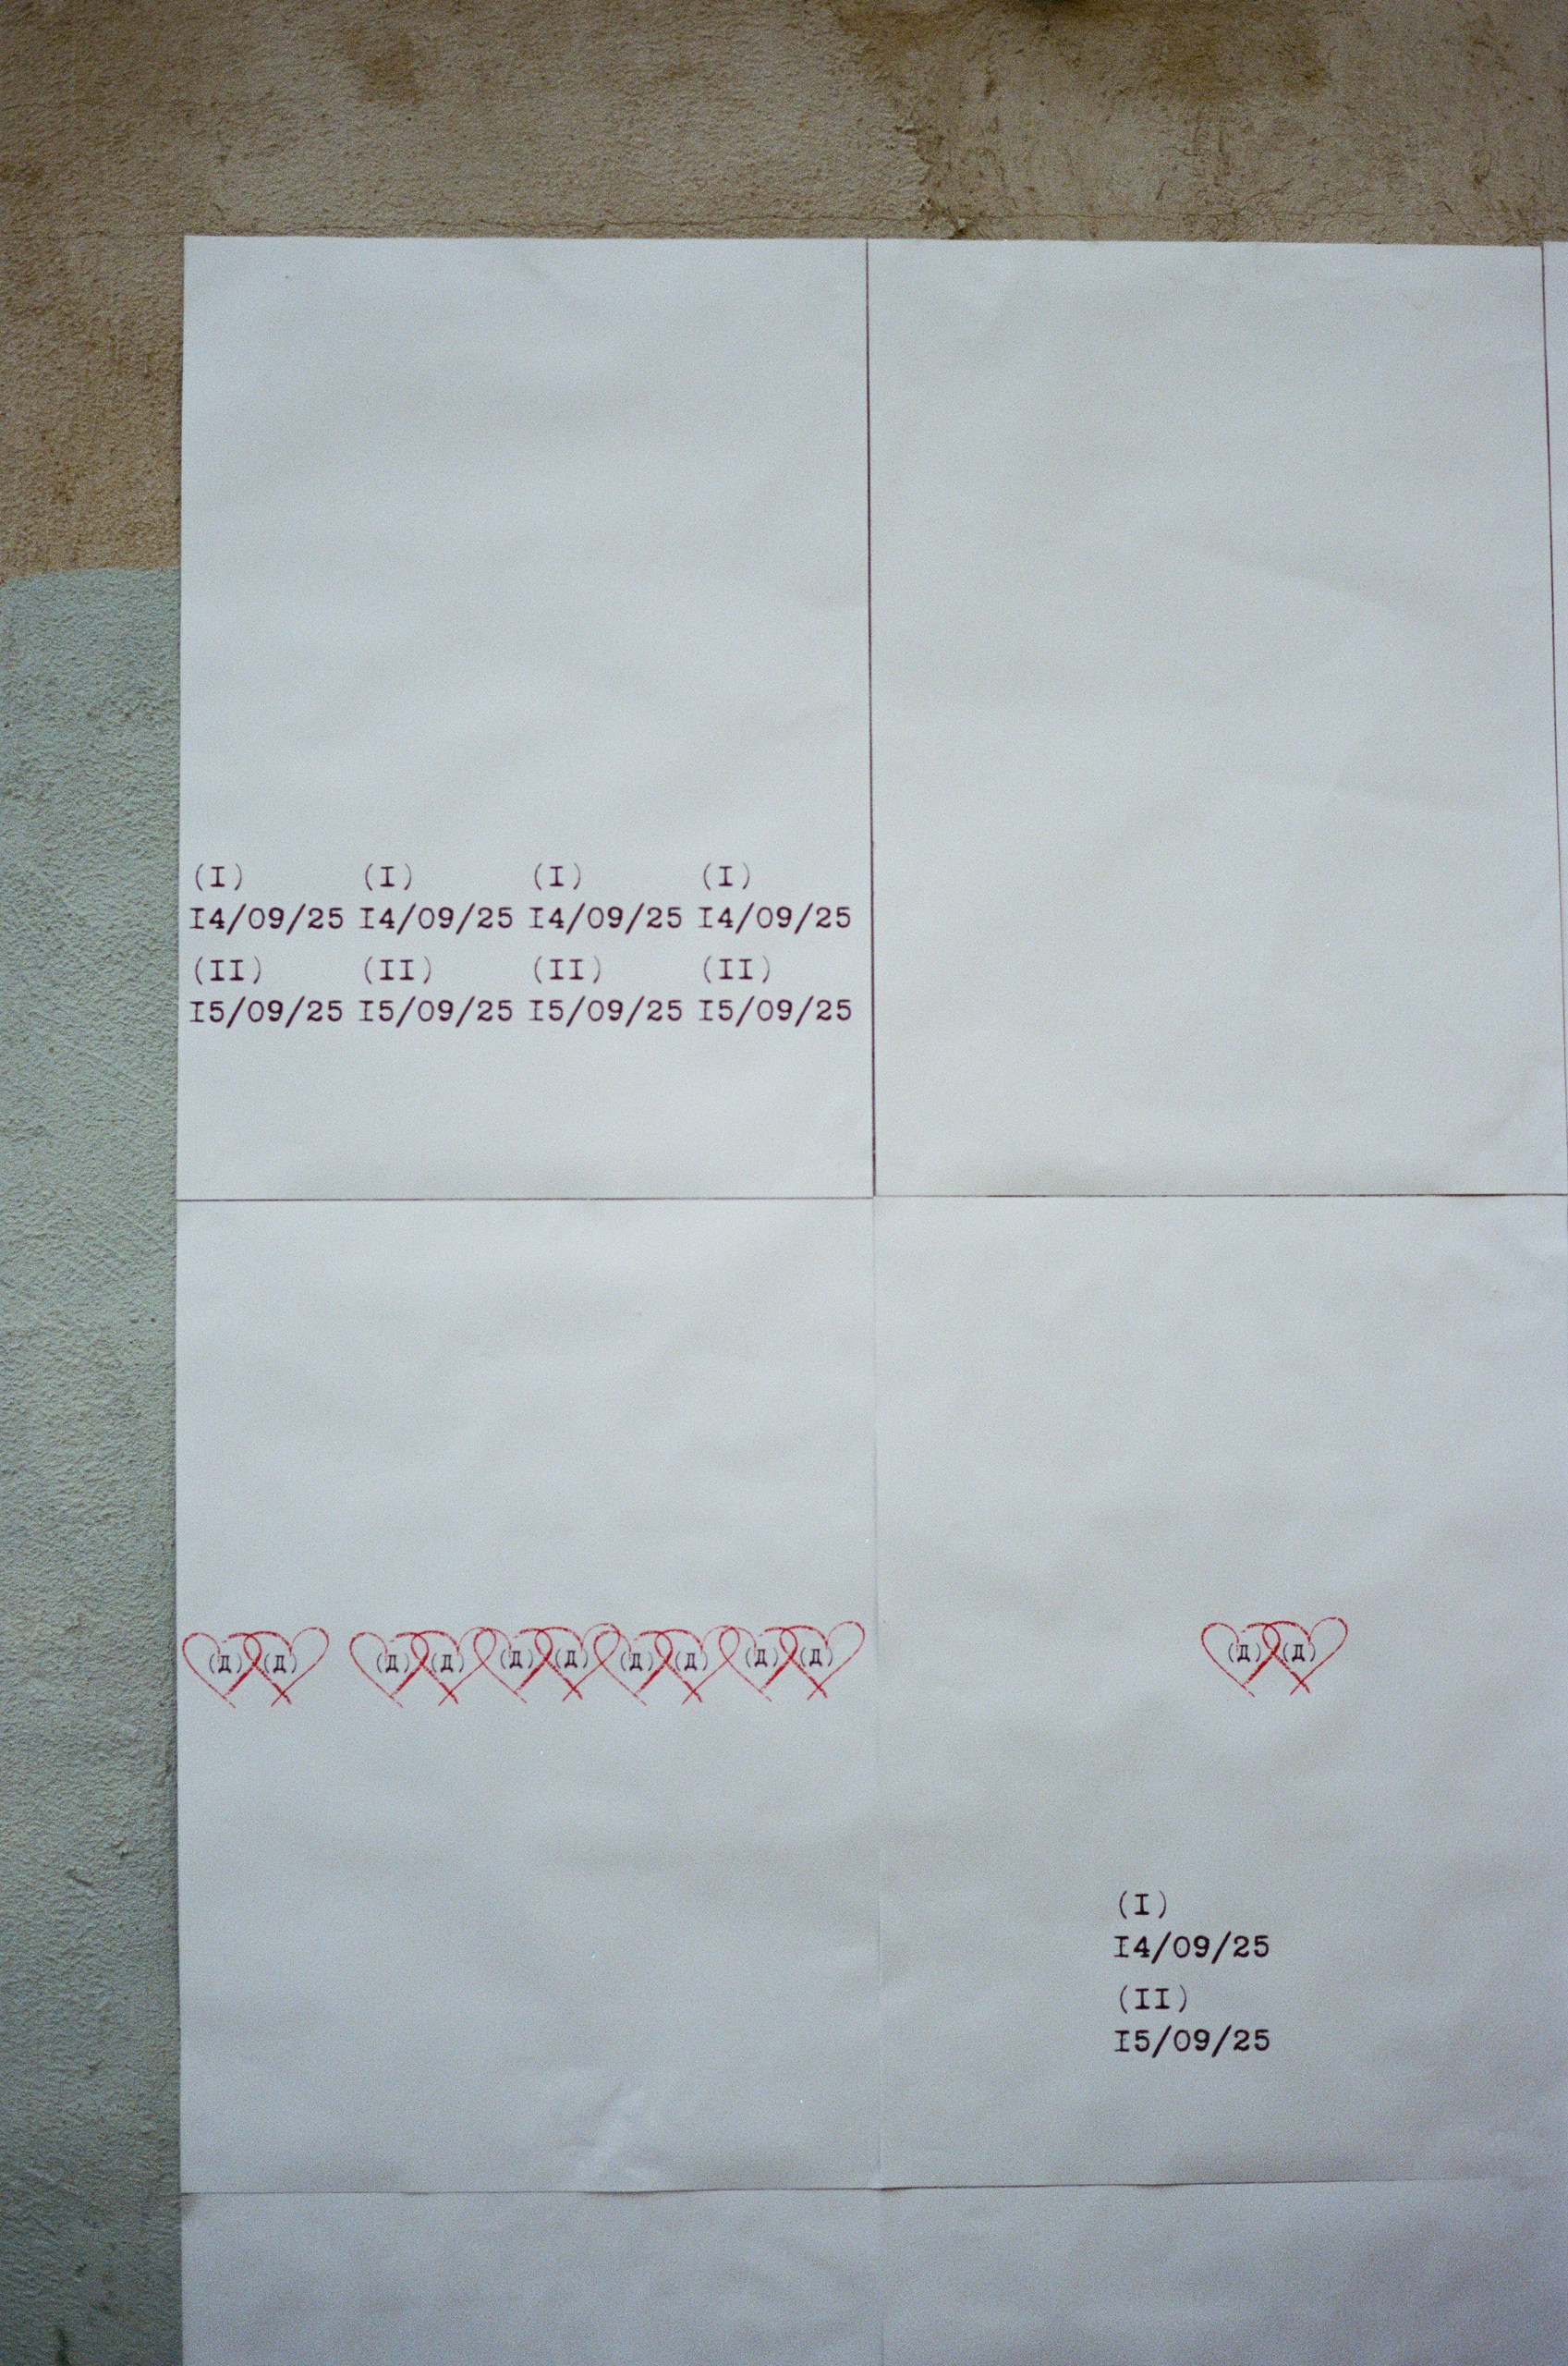 (I) (I) (I) (I)
I4/09/25 I4/09/25 I4/09/25 I4/09/25
(II) (II) (II) (II)
I5/09/25 I5/09/25 I5/09/25 I5/09/25
(Д) (Д) (Д) (Д) (Д) (Д) (Д) (Д) (Д) (Д)
(Д) (Д)
(I)
I4/09/25
(II)
I5/09/25